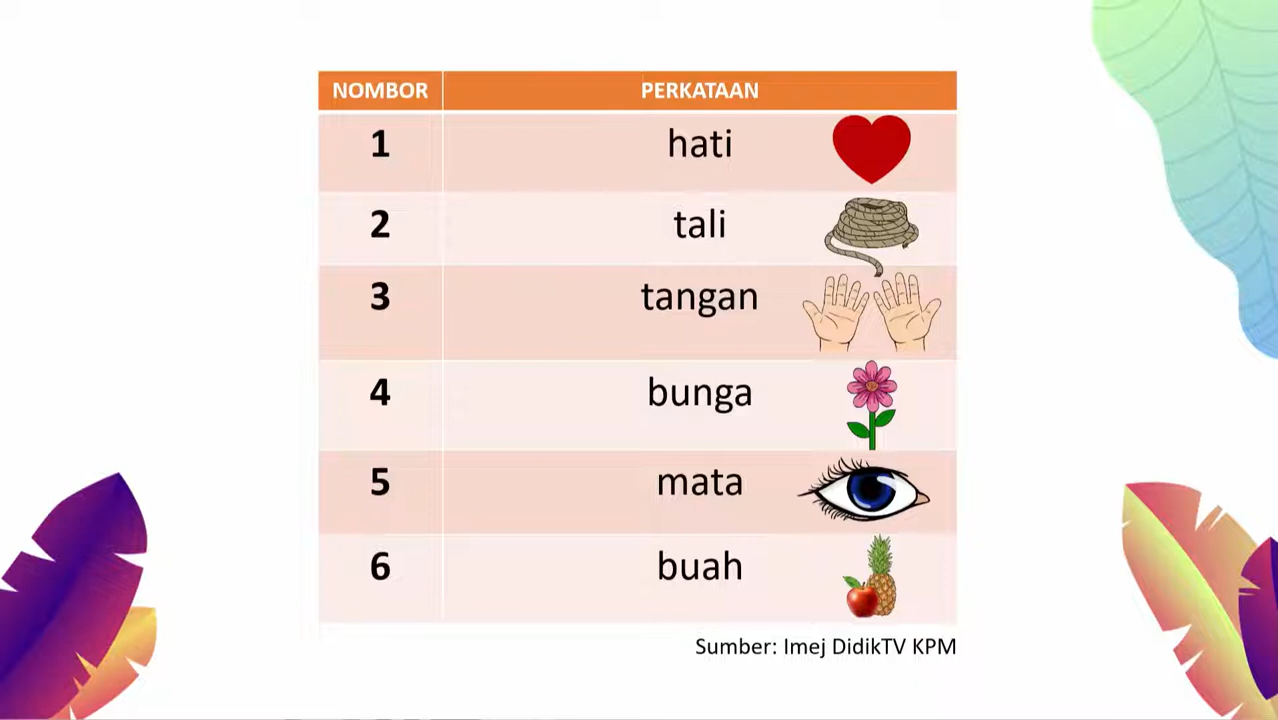 NOMBOR PERKATAAN
1 hati
2 tali
3 tangan
4 bunga
5 mata
6 buah
Sumber: Imej DidikTV KPM